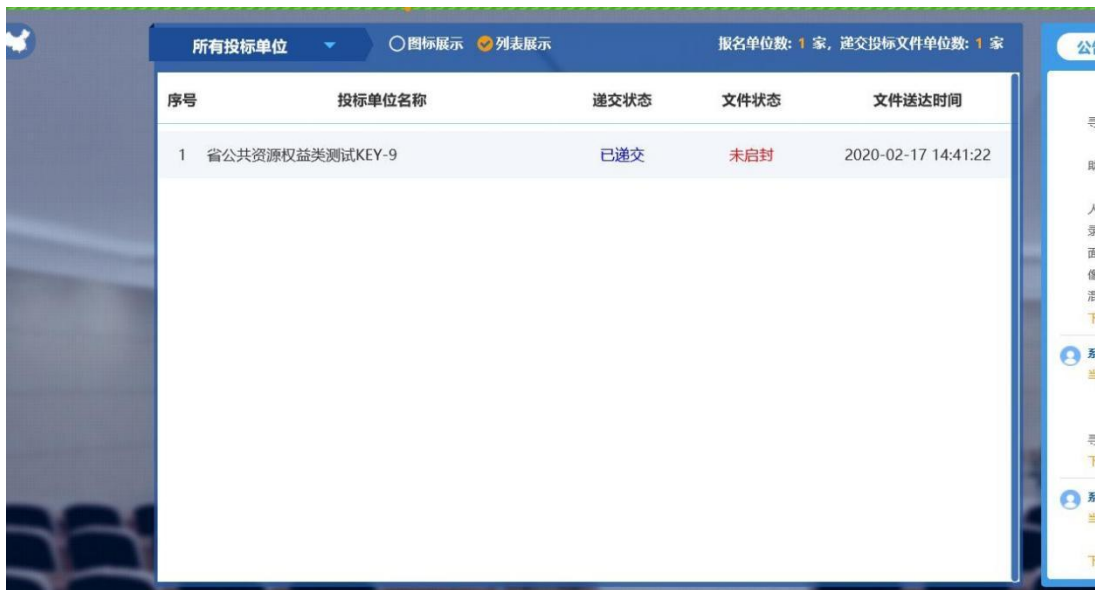 所有投标单位 图标展示 列表展示 报名单位数: 1 家, 递交投标文件单位数: 1 家
序号 投标单位名称 递交状态 文件状态 文件送达时间
1 省公共资源权益类测试KEY-9 已递交 未启封 2020-02-17 14:41:22